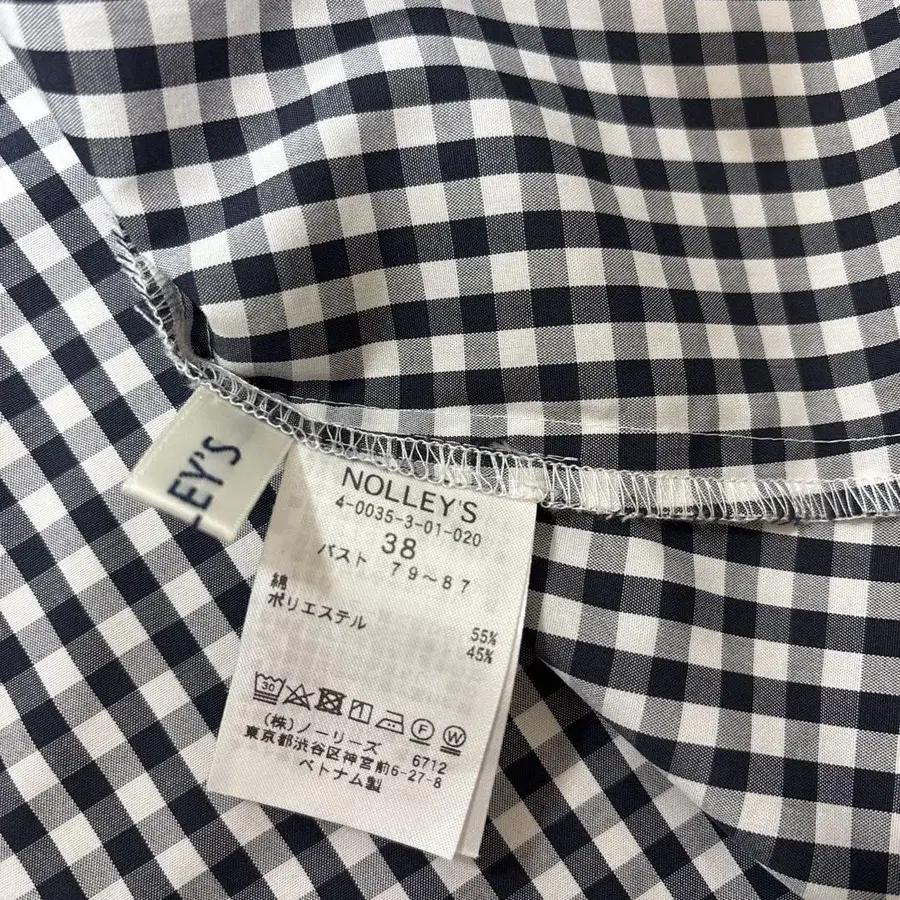 LEY'S
NOLLEY'S
4-0035-3-01-020
38
バスト 79〜87
綿 55%
ポリエステル 45%
30
F W
(株)ノーリーズ 6712
東京都渋谷区神宮前6-27-8
ベトナム製